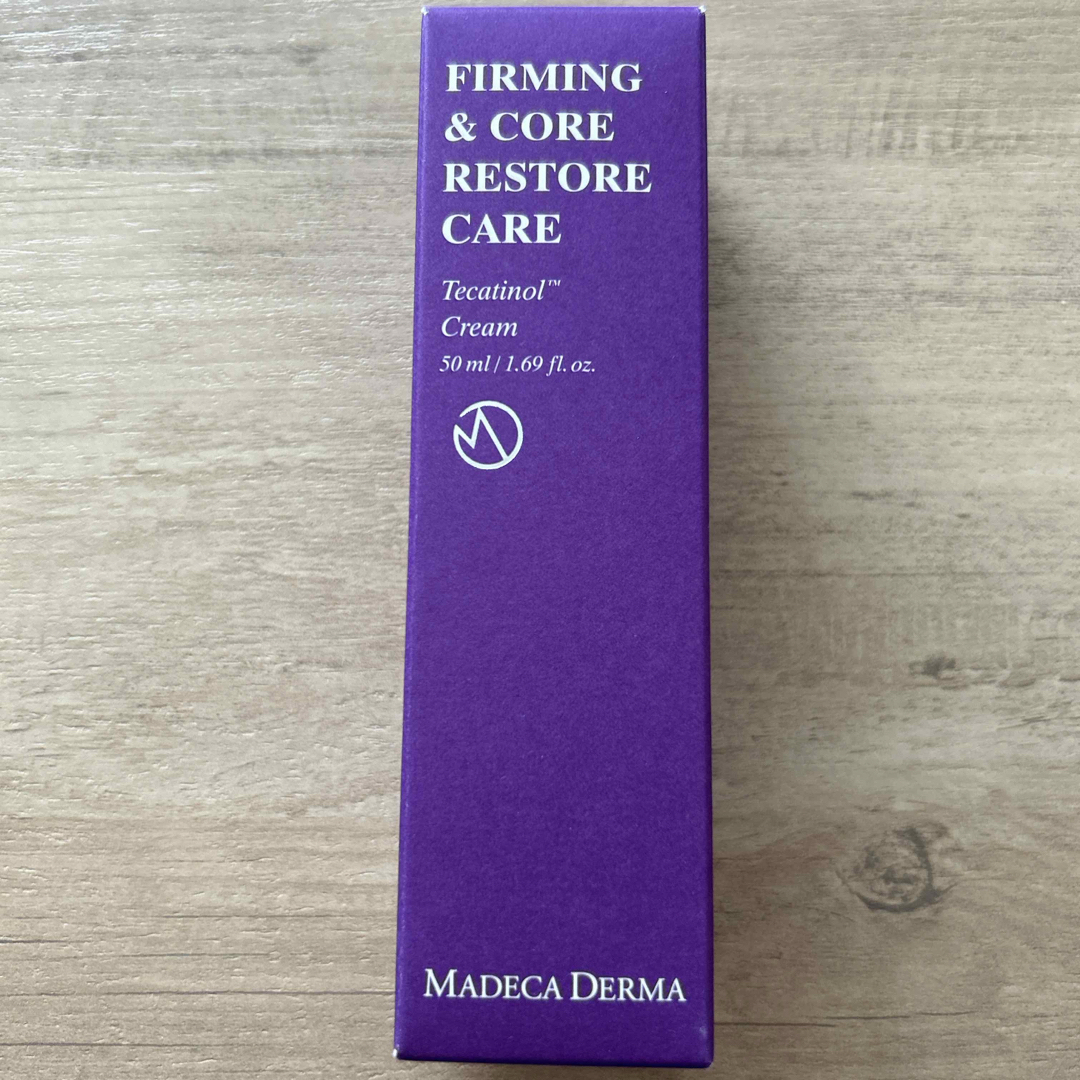 FIRMING
& CORE
RESTORE
CARE
Tecatinol™
Cream
50 ml / 1.69 fl. oz.
MADECA DERMA